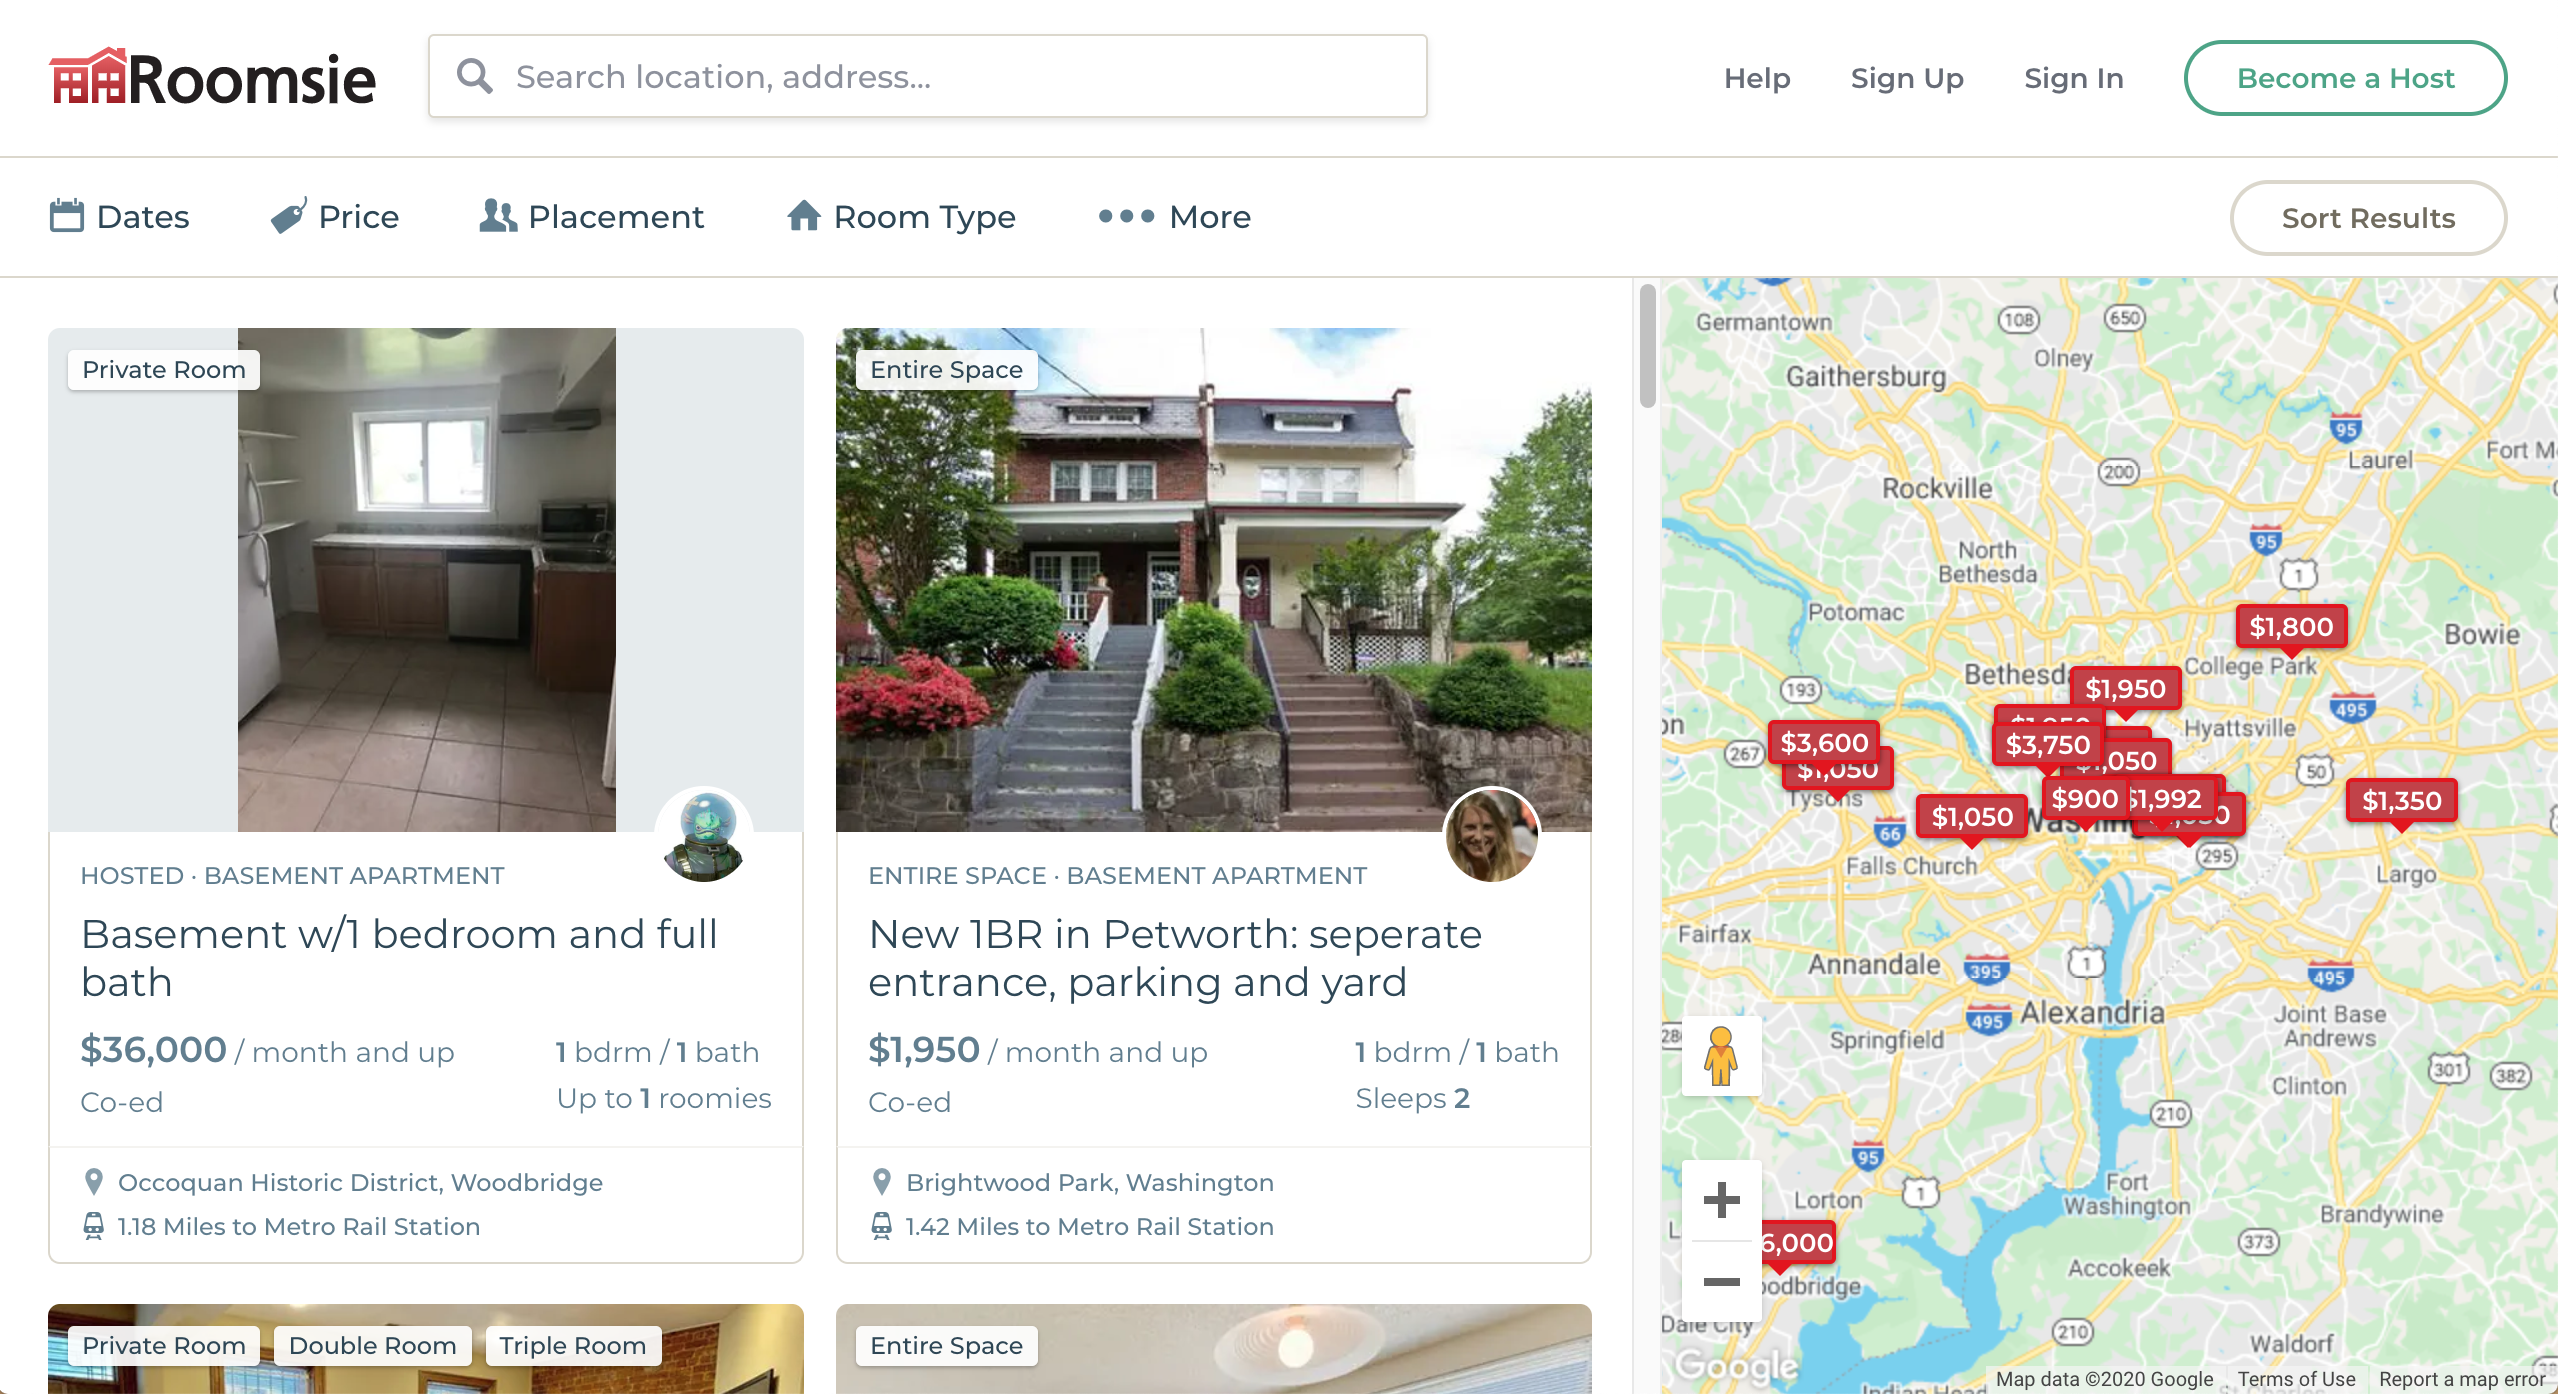 Roomsie
Search location, address...
Help
Sign Up
Sign In
Become a Host
Dates
Price
Placement
Room Type
More
Sort Results
Private Room
HOSTED · BASEMENT APARTMENT
Basement w/1 bedroom and full
bath
$36,000 / month and up
1 bdrm / 1 bath
Co-ed
Up to 1 roomies
Occoquan Historic District, Woodbridge
1.18 Miles to Metro Rail Station
Entire Space
ENTIRE SPACE · BASEMENT APARTMENT
New 1BR in Petworth: seperate
entrance, parking and yard
$1,950 / month and up
1 bdrm / 1 bath
Co-ed
Sleeps 2
Brightwood Park, Washington
1.42 Miles to Metro Rail Station
Private Room
Double Room
Triple Room
Entire Space
Germantown
108
650
Olney
Gaithersburg
95
Laurel
Fort M
200
Rockville
95
1
North
Bethesda
Potomac
$1,800
Bowie
College Park
Bethesd
$1,950
193
495
Hyattsville
$3,600
$3,750
267
$1,050
,050
50
Tysons
$900
$1,992
$1,350
$1,050
66
295
Falls Church
Largo
Fairfax
Annandale
395
1
495
495
Alexandria
Joint Base
Andrews
Springfield
301
382
Clinton
210
95
Fort
Washington
Lorton
1
Brandywine
6,000
373
Accokeek
oodbridge
Dale City
210
Waldorf
Google
Indian Head
Map data ©2020 Google
Terms of Use
Report a map error